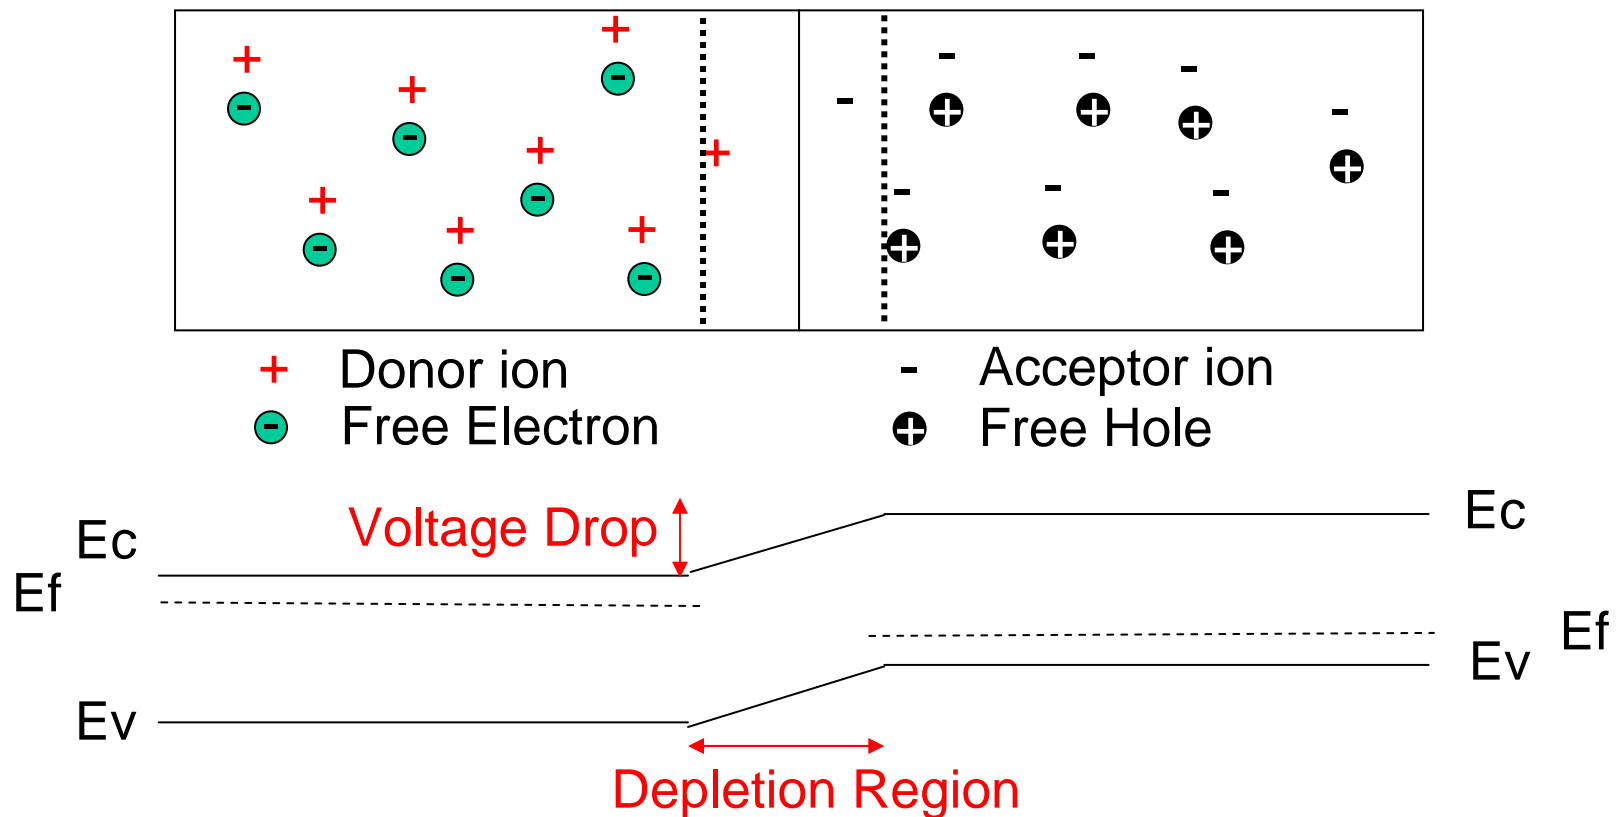 + Donor ion
- Acceptor ion
- Free Electron
+ Free Hole
Voltage Drop
Ec
Ec
Ef
Ef
Ev
Ev
Depletion Region